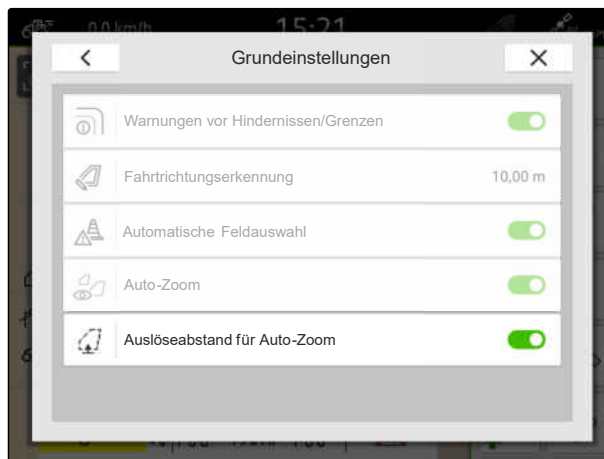 0,0 km/h 15:21
Grundeinstellungen
Warnungen vor Hindernissen/Grenzen
Fahrtrichtungserkennung 10,00 m
Automatische Feldauswahl
Auto-Zoom
Auslöseabstand für Auto-Zoom